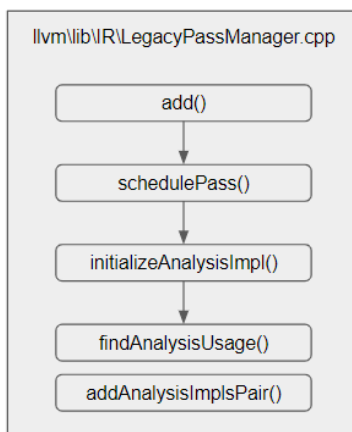 llvm\lib\IR\LegacyPassManager.cpp
add()
schedulePass()
initializeAnalysisImpl()
findAnalysisUsage()
addAnalysisImplsPair()